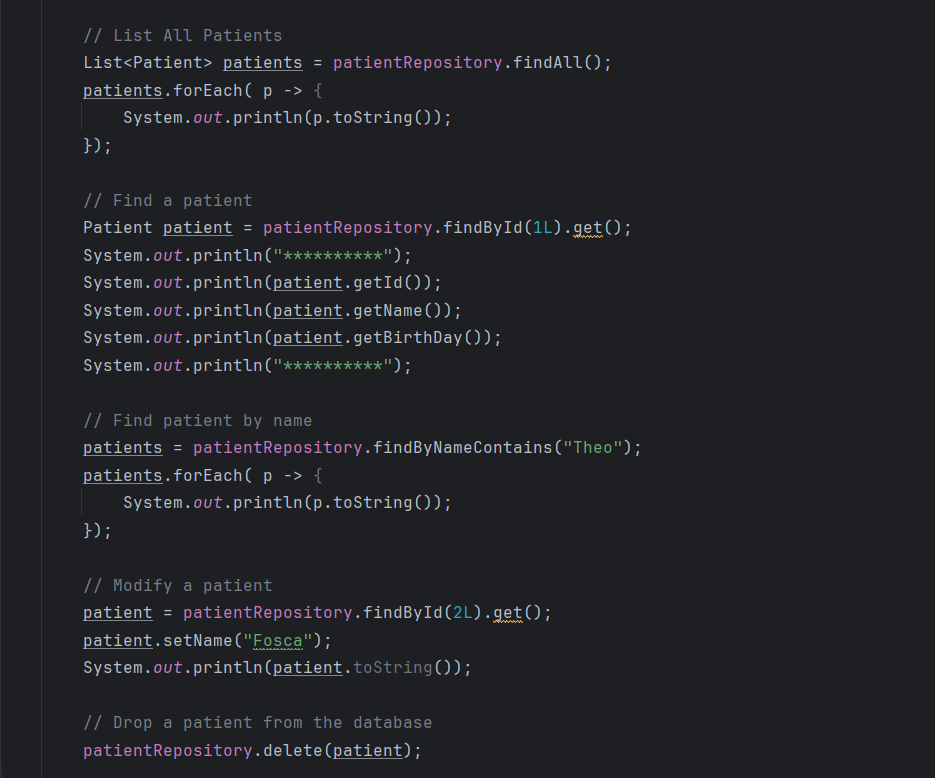 // List All Patients
List<Patient> patients = patientRepository.findAll();
patients.forEach( p -> {
System.out.println(p.toString());
});
// Find a patient
Patient patient = patientRepository.findById(1L).get();
System.out.println("**********");
System.out.println(patient.getId());
System.out.println(patient.getName());
System.out.println(patient.getBirthDay());
System.out.println("**********");
// Find patient by name
patients = patientRepository.findByNameContains("Theo");
patients.forEach( p -> {
System.out.println(p.toString());
});
// Modify a patient
patient = patientRepository.findById(2L).get();
patient.setName("Fosca");
System.out.println(patient.toString());
// Drop a patient from the database
patientRepository.delete(patient);